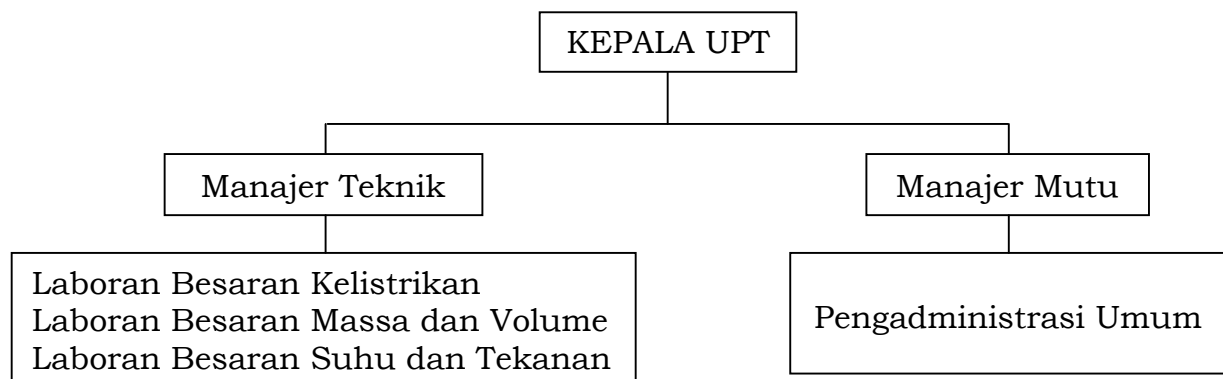 KEPALA UPT
Manajer Teknik
Manajer Mutu
Laboran Besaran Kelistrikan
Laboran Besaran Massa dan Volume
Laboran Besaran Suhu dan Tekanan
Pengadministrasi Umum